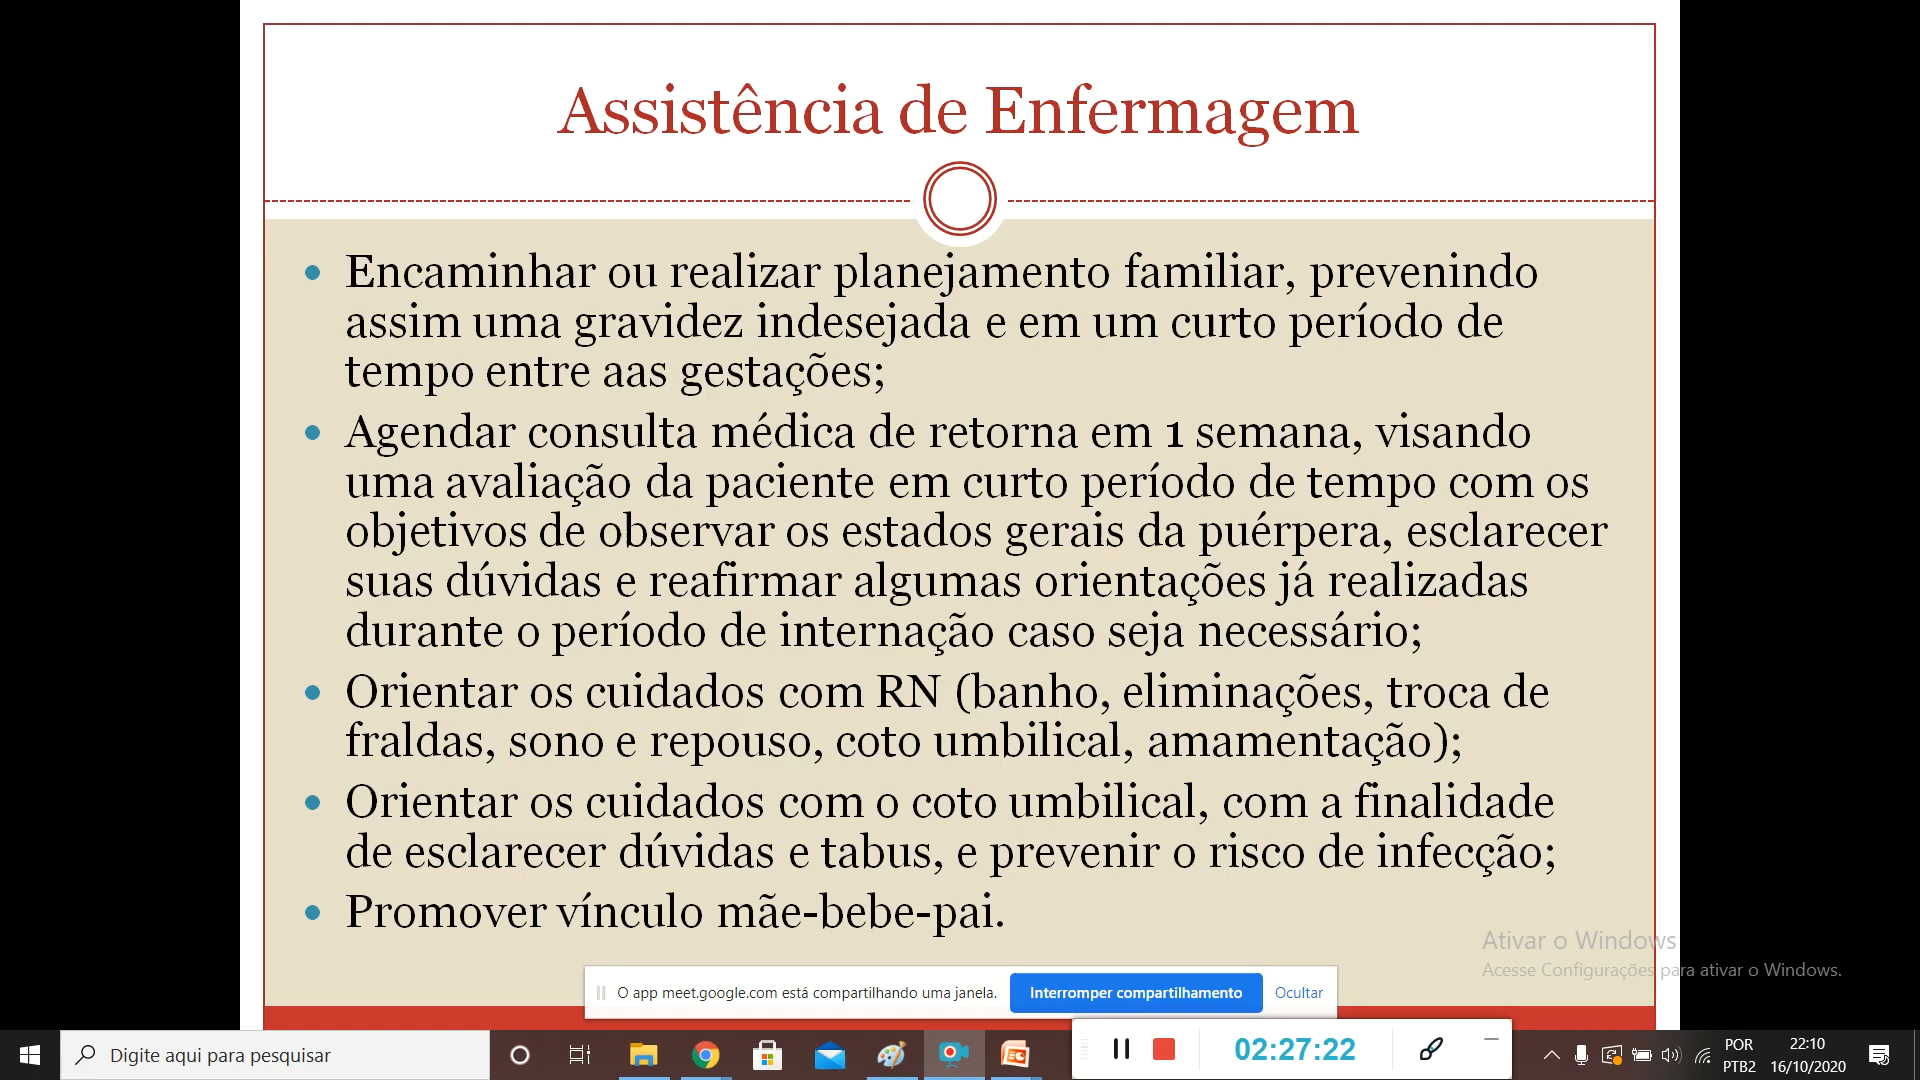 Assistência de Enfermagem
Encaminhar ou realizar planejamento familiar, prevenindo
assim uma gravidez indesejada e em um curto período de
tempo entre aas gestações;
Agendar consulta médica de retorna em 1 semana, visando
uma avaliação da paciente em curto período de tempo com os
objetivos de observar os estados gerais da puérpera, esclarecer
suas dúvidas e reafirmar algumas orientações já realizadas
durante o período de internação caso seja necessário;
Orientar os cuidados com RN (banho, eliminações, troca de
fraldas, sono e repouso, coto umbilical, amamentação);
Orientar os cuidados com o coto umbilical, com a finalidade
de esclarecer dúvidas e tabus, e prevenir o risco de infecção;
Promover vínculo mãe-bebe-pai.
Ativar o Windows
Acesse Configurações para ativar o Windows.
O app meet.google.com está compartilhando uma janela.
Interromper compartilhamento
Ocultar
Digite aqui para pesquisar
02:27:22
POR
PTB2
22:10
16/10/2020